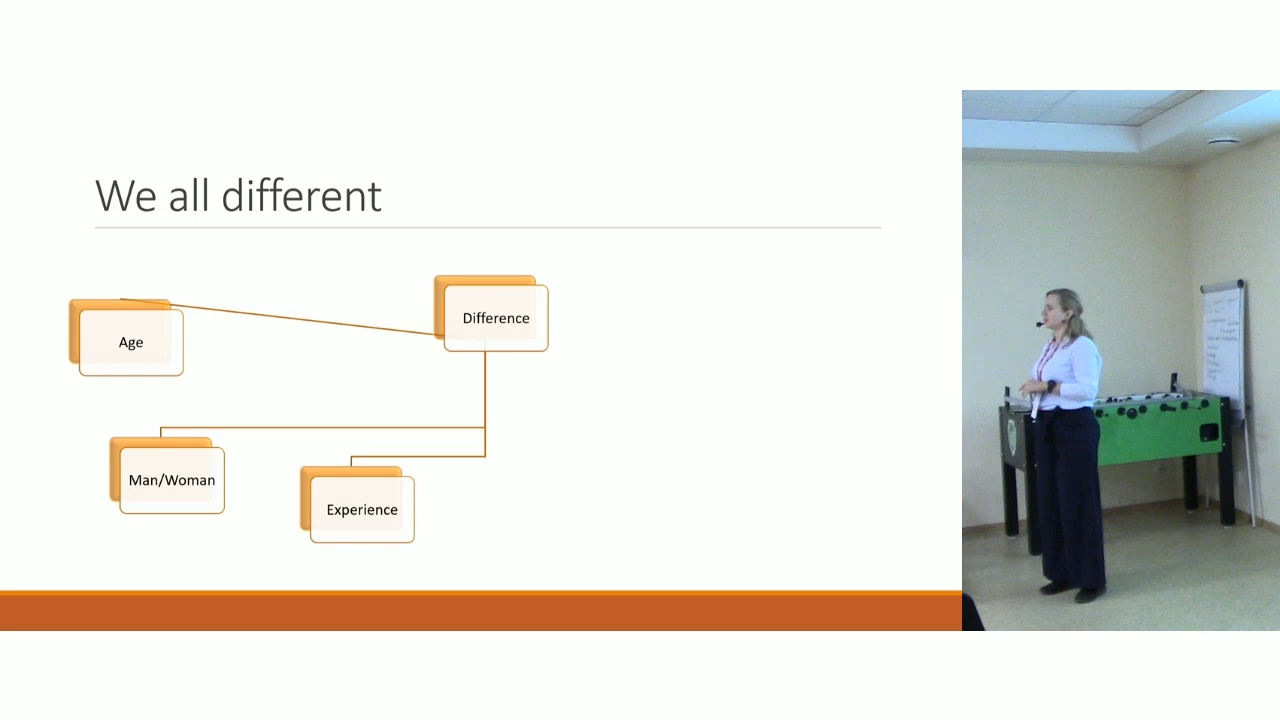 We all different
Difference
Age
Man/Woman
Experience